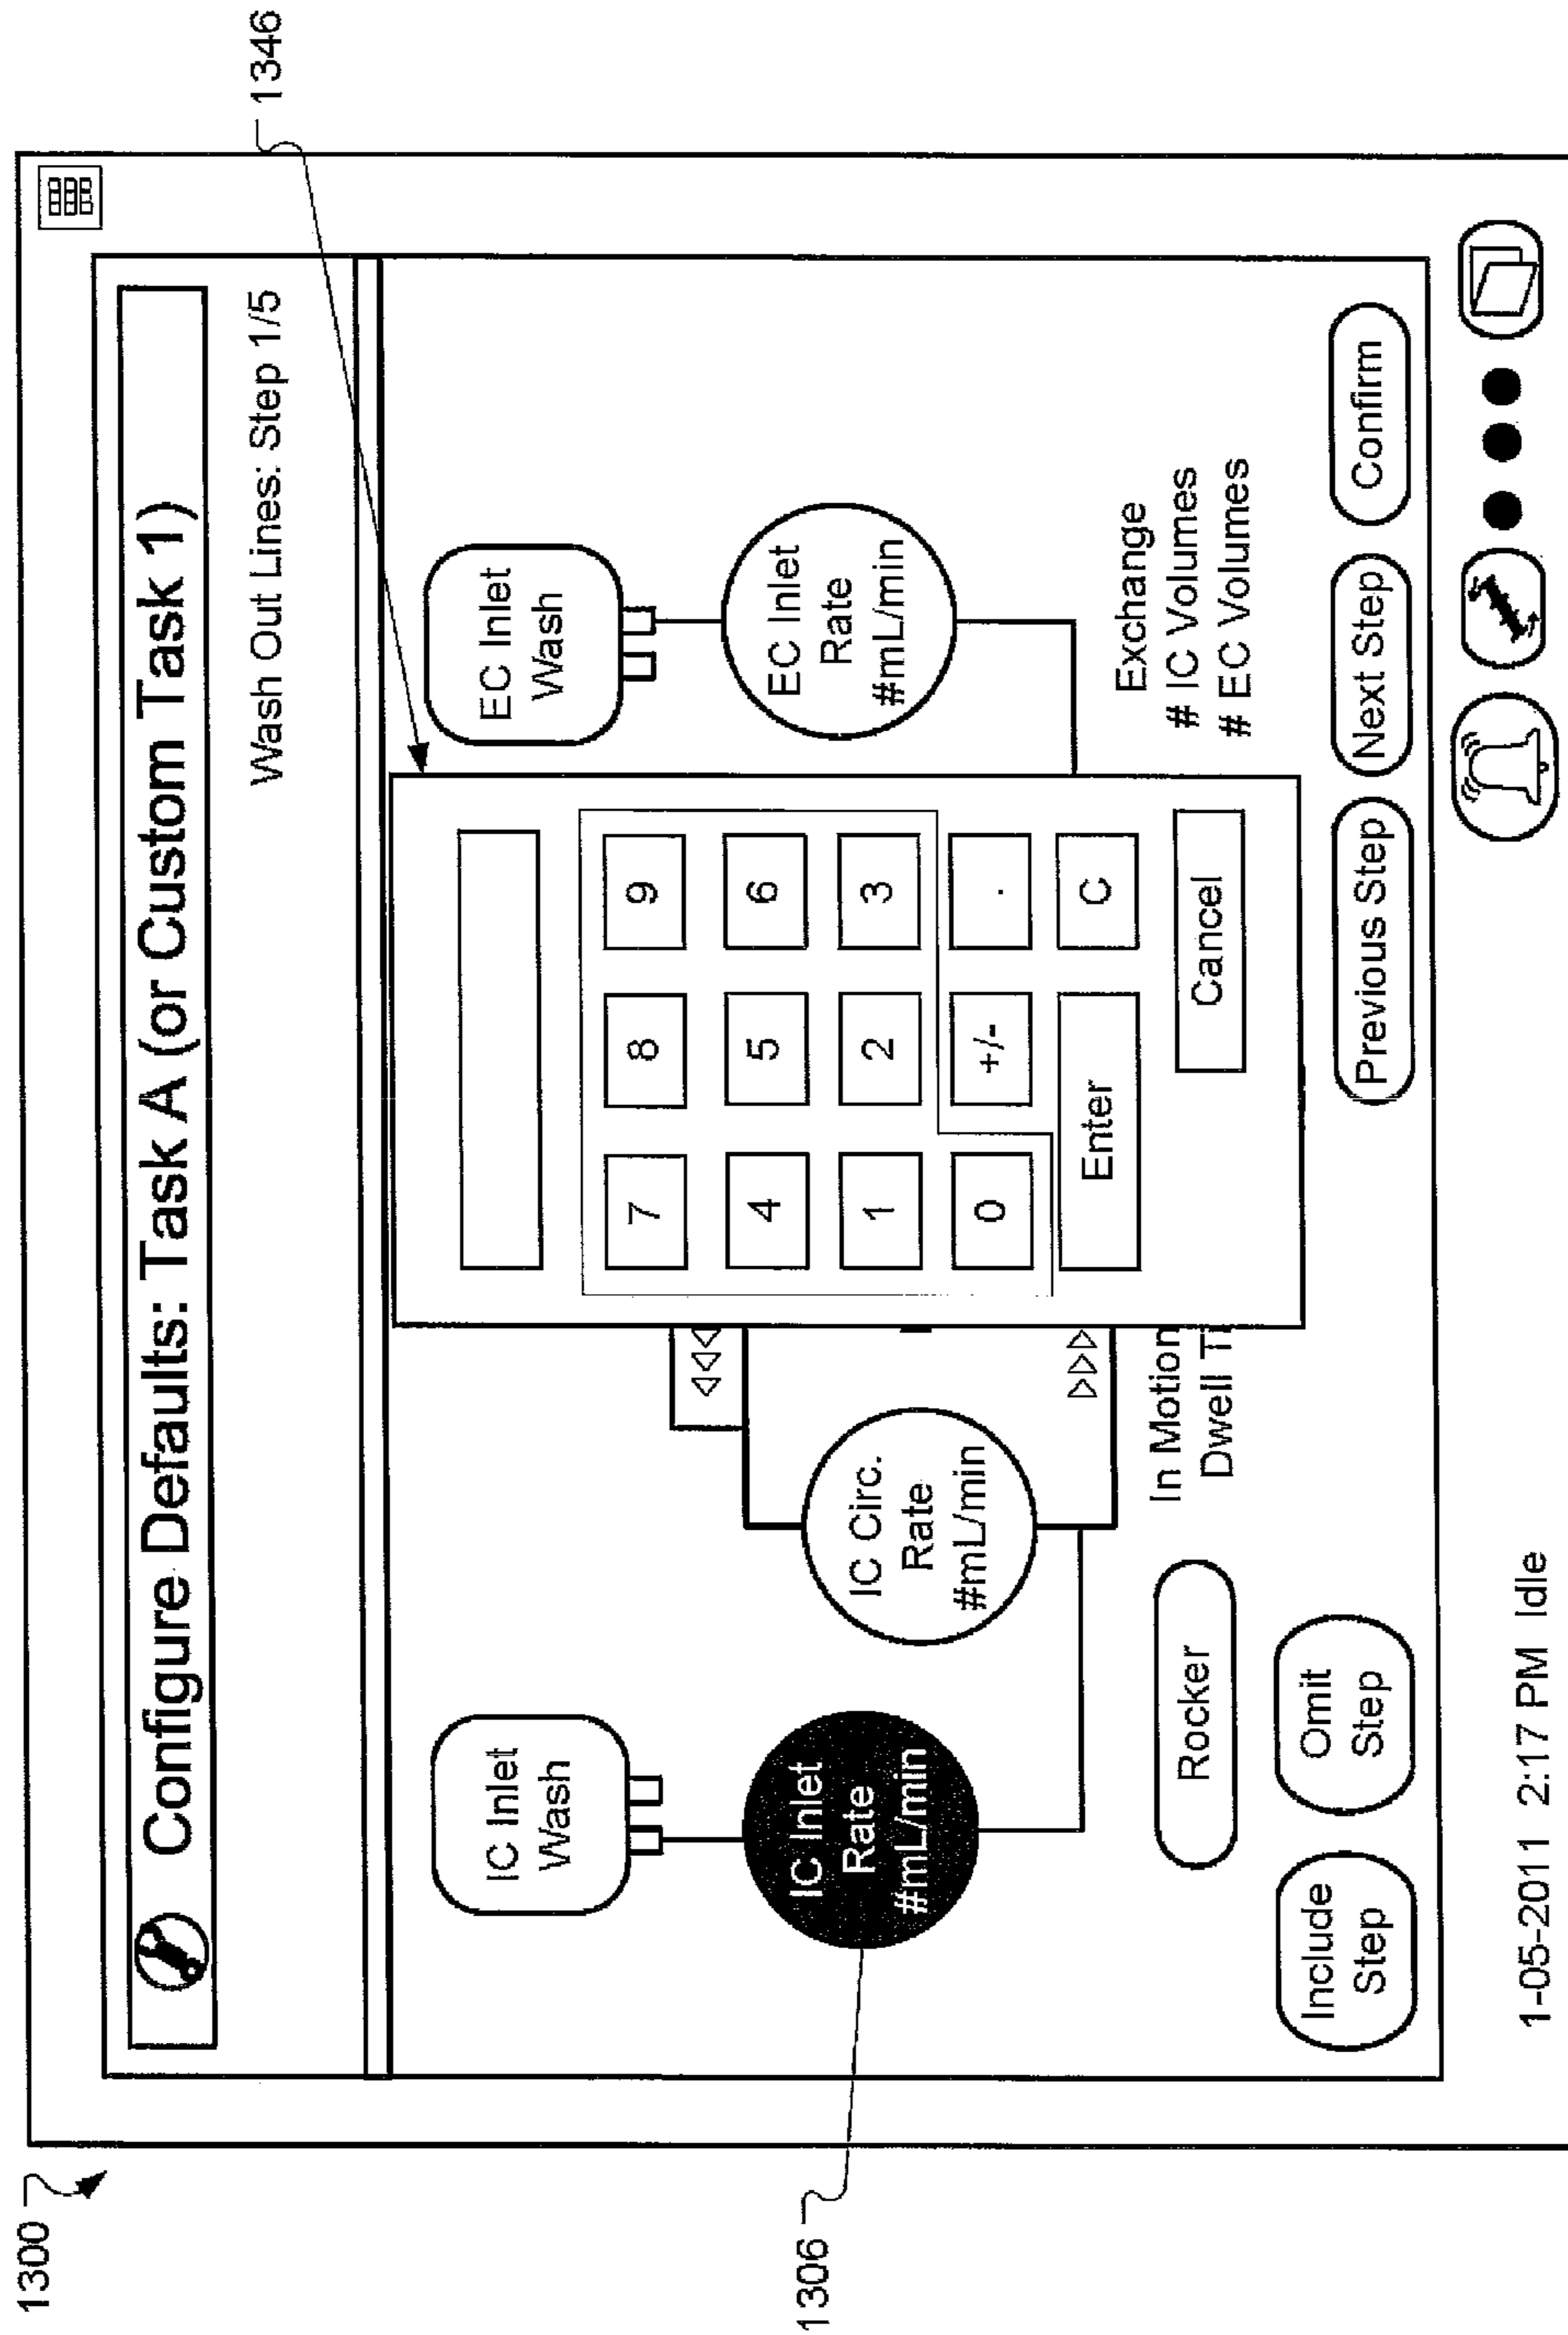 1300
1346
Configure Defaults: Task A (or Custom Task 1)
Wash Out Lines: Step 1/5
IC Inlet
Wash
EC Inlet
Wash
1306
IC Inlet
Rate
#mL/min
IC Circ.
Rate
#mL/min
7 8 9
4 5 6
1 2 3
0 +/- .
Enter C
Cancel
EC Inlet
Rate
#mL/min
In Motion
Dwell Ti
Exchange
# IC Volumes
# EC Volumes
Rocker
Include
Step
Omit
Step
Previous Step
Next Step
Confirm
1-05-2011 2:17 PM Idle